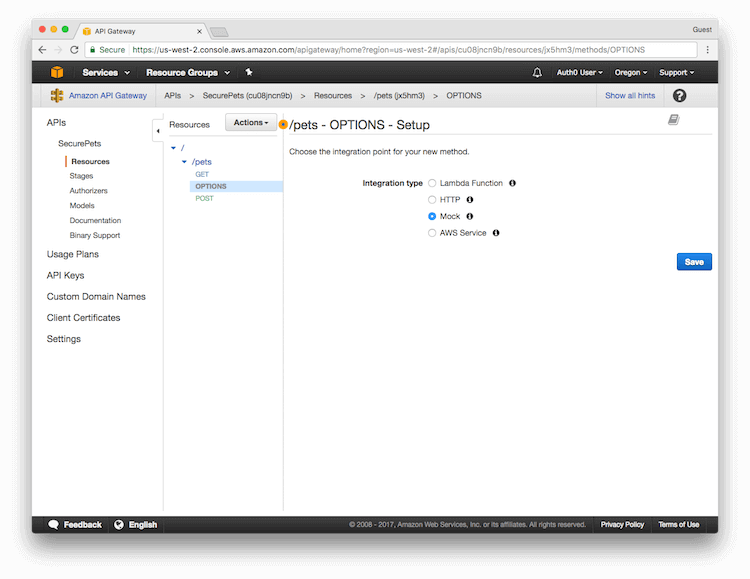 API Gateway
Guest
Secure https://us-west-2.console.aws.amazon.com/apigateway/home?region=us-west-2#/apis/cu08jncn9b/resources/jx5hm3/methods/OPTIONS
Services Resource Groups Auth0 User Oregon Support
Amazon API Gateway APIs > SecurePets (cu08jncn9b) > Resources > /pets (jx5hm3) > OPTIONS Show all hints ?
APIs
SecurePets
Resources
Stages
Authorizers
Models
Documentation
Binary Support
Usage Plans
API Keys
Custom Domain Names
Client Certificates
Settings
Resources Actions
/
/pets
GET
OPTIONS
POST
/pets - OPTIONS - Setup
Choose the integration point for your new method.
Integration type Lambda Function
HTTP
Mock
AWS Service
Save
Feedback English © 2008 - 2017, Amazon Web Services, Inc. or its affiliates. All rights reserved. Privacy Policy Terms of Use